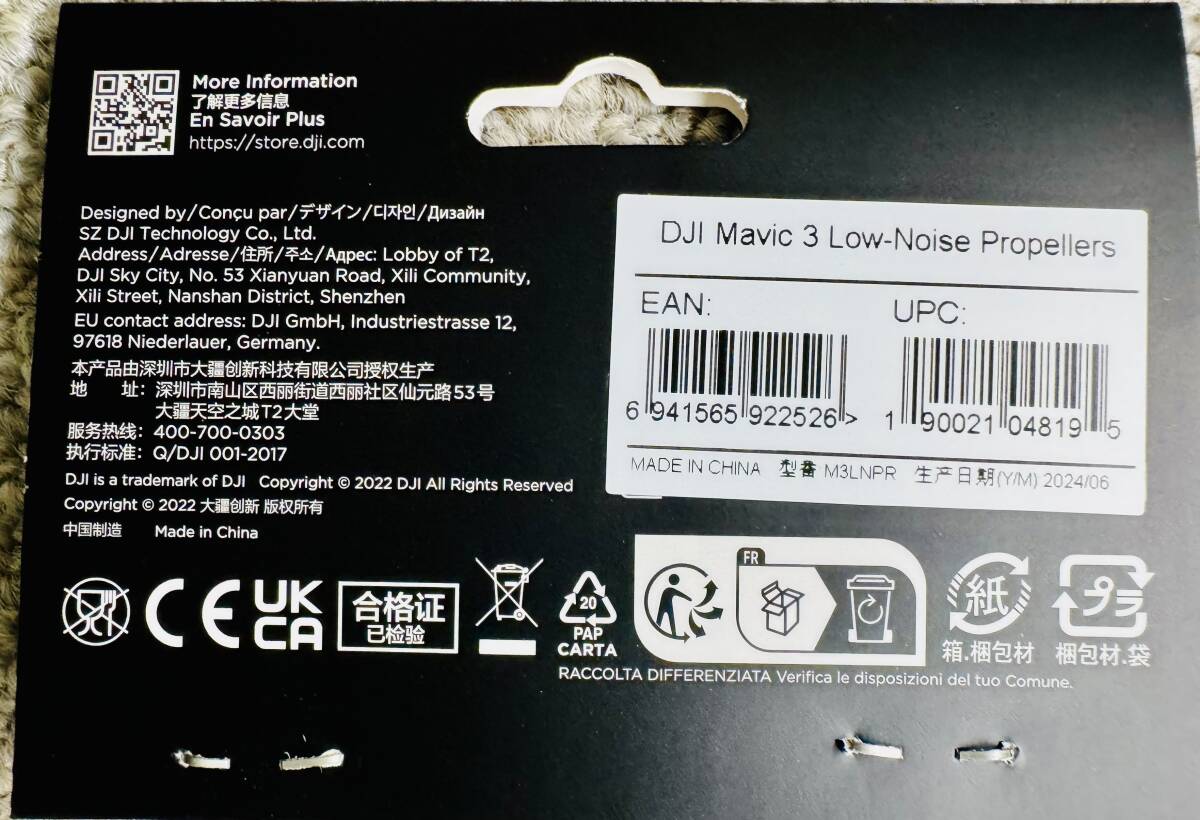 More Information
了解更多信息
En Savoir Plus
https://store.dji.com
Designed by/Conçu par/デザイン/디자인/Дизайн
SZ DJI Technology Co., Ltd.
Address/Adresse/住所/주소/Адрес: Lobby of T2,
DJI Sky City, No. 53 Xianyuan Road, Xili Community,
Xili Street, Nanshan District, Shenzhen
EU contact address: DJI GmbH, Industriestrasse 12,
97618 Niederlauer, Germany.
本产品由深圳市大疆创新科技有限公司授权生产
地 址: 深圳市南山区西丽街道西丽社区仙元路53号
大疆天空之城T2大堂
服务热线: 400-700-0303
执行标准: Q/DJI 001-2017
DJI is a trademark of DJI Copyright © 2022 DJI All Rights Reserved
Copyright © 2022 大疆创新 版权所有
中国制造 Made in China
DJI Mavic 3 Low-Noise Propellers
EAN: UPC:
6 941565 922526 > 1 90021 04819 5
MADE IN CHINA 型番 M3LNPR 生产日期(Y/M) 2024/06
CE
UK
CA
合格证
已检验
20
PAP
CARTA
FR
紙
箱.梱包材
プラ
梱包材.袋
RACCOLTA DIFFERENZIATA Verifica le disposizioni del tuo Comune.